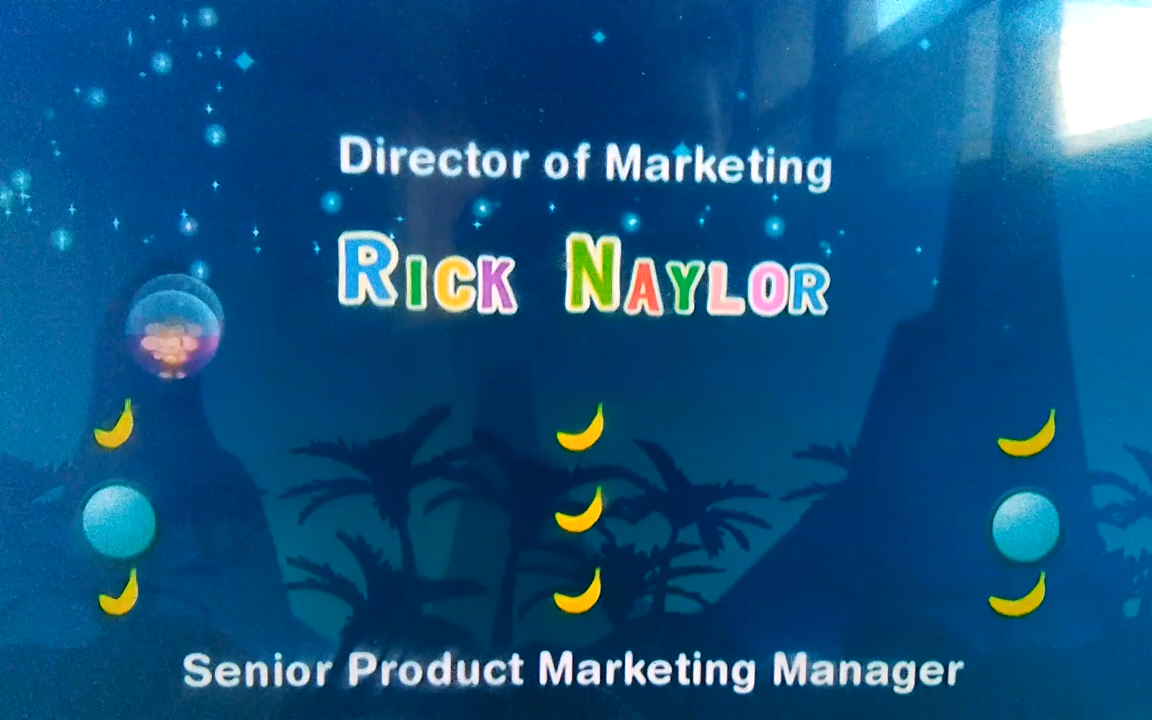 Director of Marketing
RICK NAYLOR
Senior Product Marketing Manager